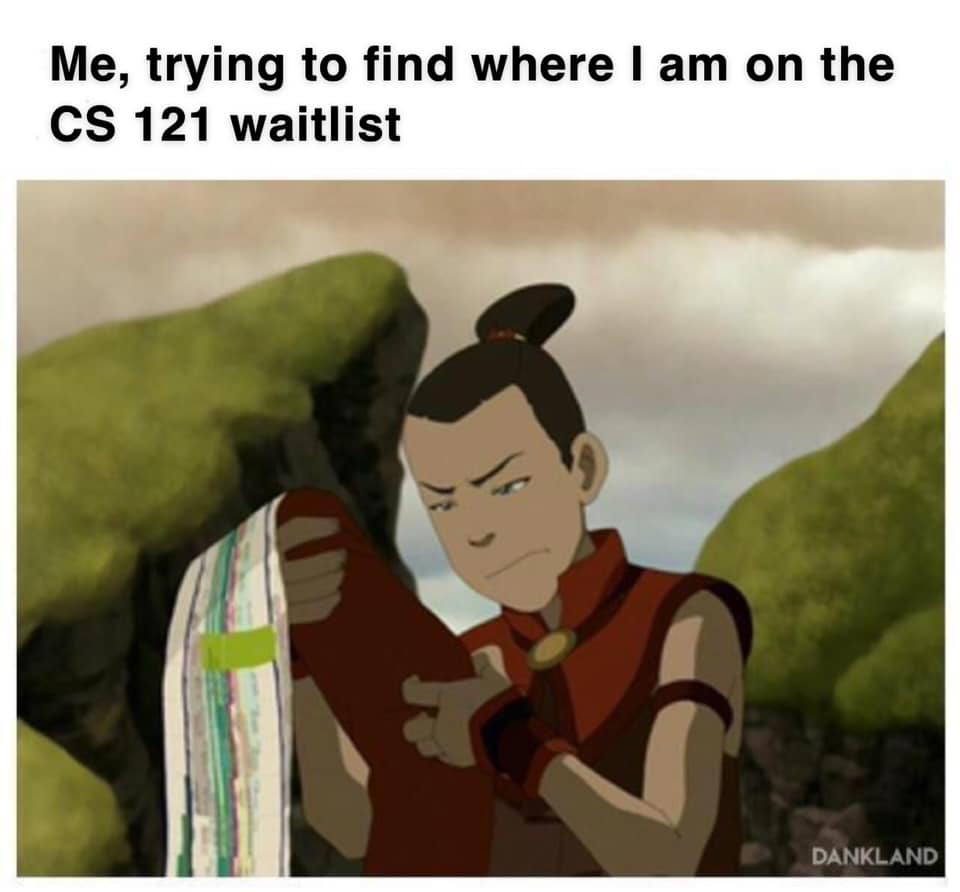 Me, trying to find where I am on the
CS 121 waitlist
DANKLAND